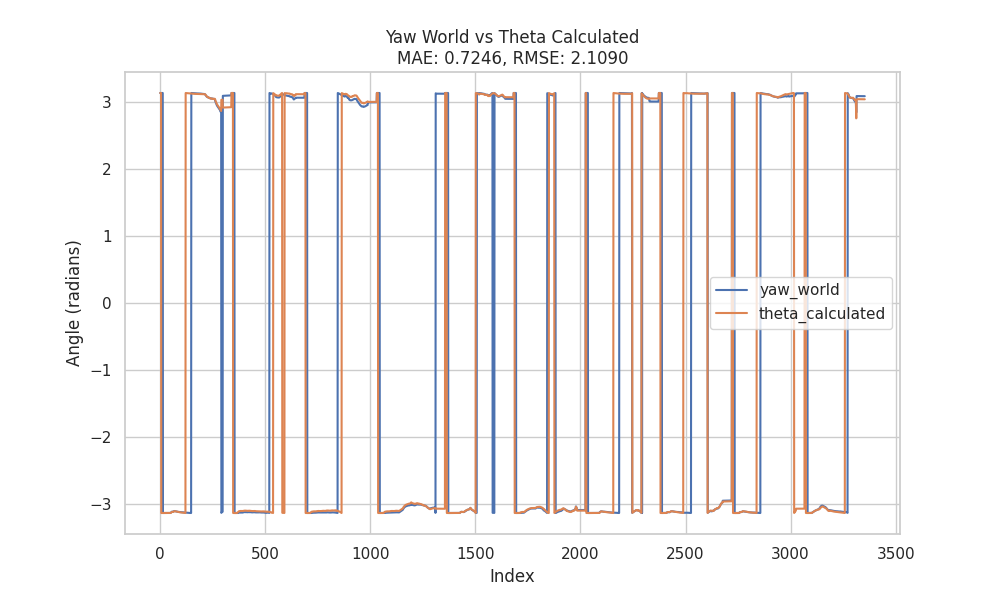 Yaw World vs Theta Calculated
MAE: 0.7246, RMSE: 2.1090
Angle (radians)
3
2
1
0
−1
−2
−3
yaw_world
theta_calculated
0 500 1000 1500 2000 2500 3000 3500
Index